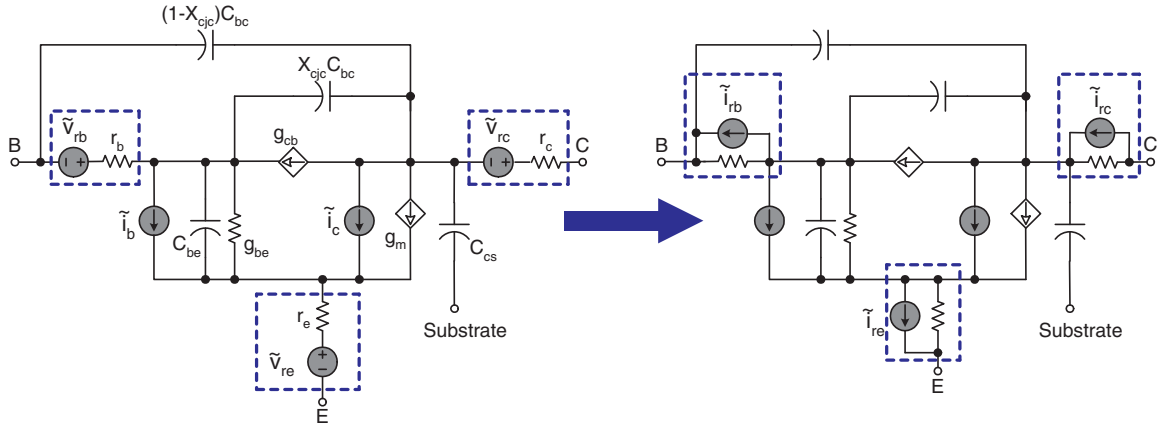 (1-X_cjc)C_bc
X_cjc C_bc
ĩ_rb
ĩ_rc
ṽ_rb
r_b
g_cb
ṽ_rc
r_c
B
C
B
C
ĩ_b
C_be
g_be
ĩ_c
g_m
C_cs
r_e
ṽ_re
Substrate
ĩ_re
Substrate
E
E